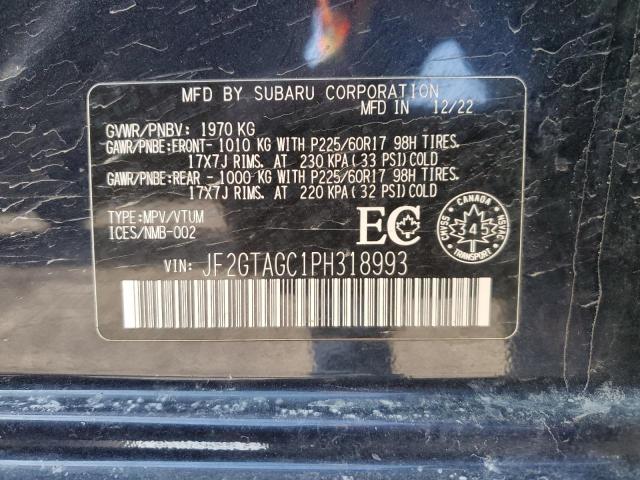 MFD BY SUBARU CORPORATION
MFD IN 12/22
GVWR/PNBV: 1970 KG
GAWR/PNBE:FRONT- 1010 KG WITH P225/60R17 98H TIRES,
17X7J RIMS. AT 230 KPA (33 PSI)COLD
GAWR/PNBE:REAR - 1000 KG WITH P225/60R17 98H TIRES,
17X7J RIMS. AT 220 KPA (32 PSI)COLD
TYPE:MPV/VTUM
ICES/NMB-002
EC
CANADA
CMVSS
345
NSVAC
TRANSPORT
VIN: JF2GTAGC1PH318993